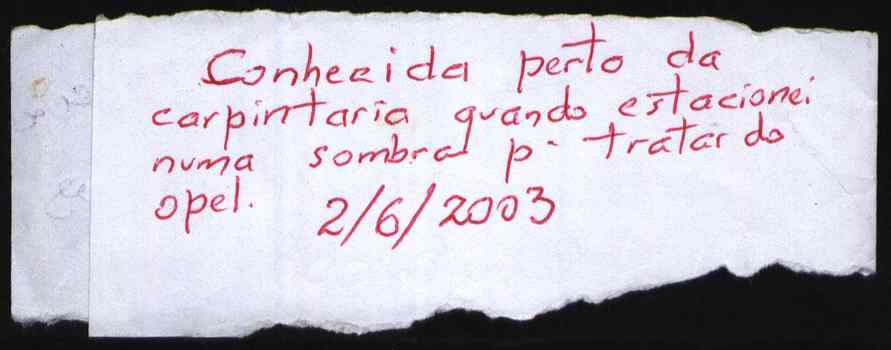 Conhecida perto da
carpintaria quando estacionei
numa sombra p. tratar do
opel. 2/6/2003